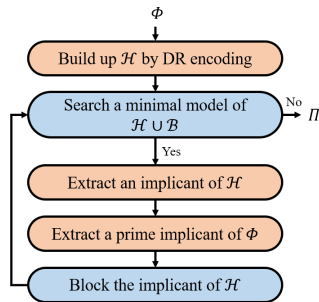 Φ
Build up ℋ by DR encoding
Search a minimal model of
ℋ ∪ ℬ
No
Π
Yes
Extract an implicant of ℋ
Extract a prime implicant of Φ
Block the implicant of ℋ